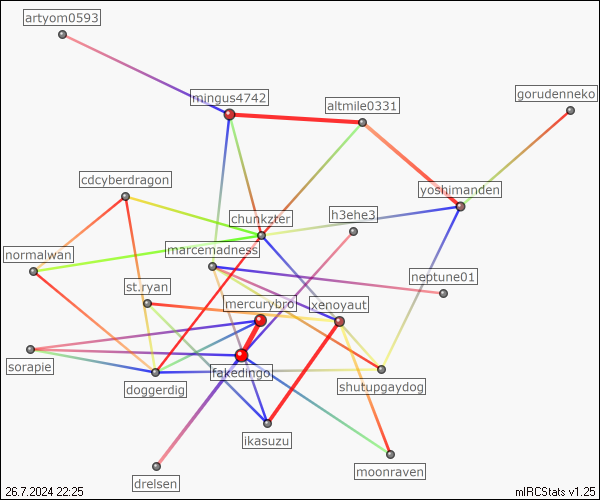 artyom0593
mingus4742
altmile0331
gorudenneko
cdcyberdragon
yoshimanden
chunkzter
h3ehe3
normalwan
marcemadness
neptune01
st.ryan
mercurybro
xenoyaut
sorapie
doggerdig
fakedingo
shutupgaydog
ikasuzu
moonraven
drelsen
26.7.2024 22:25
mIRCStats v1.25